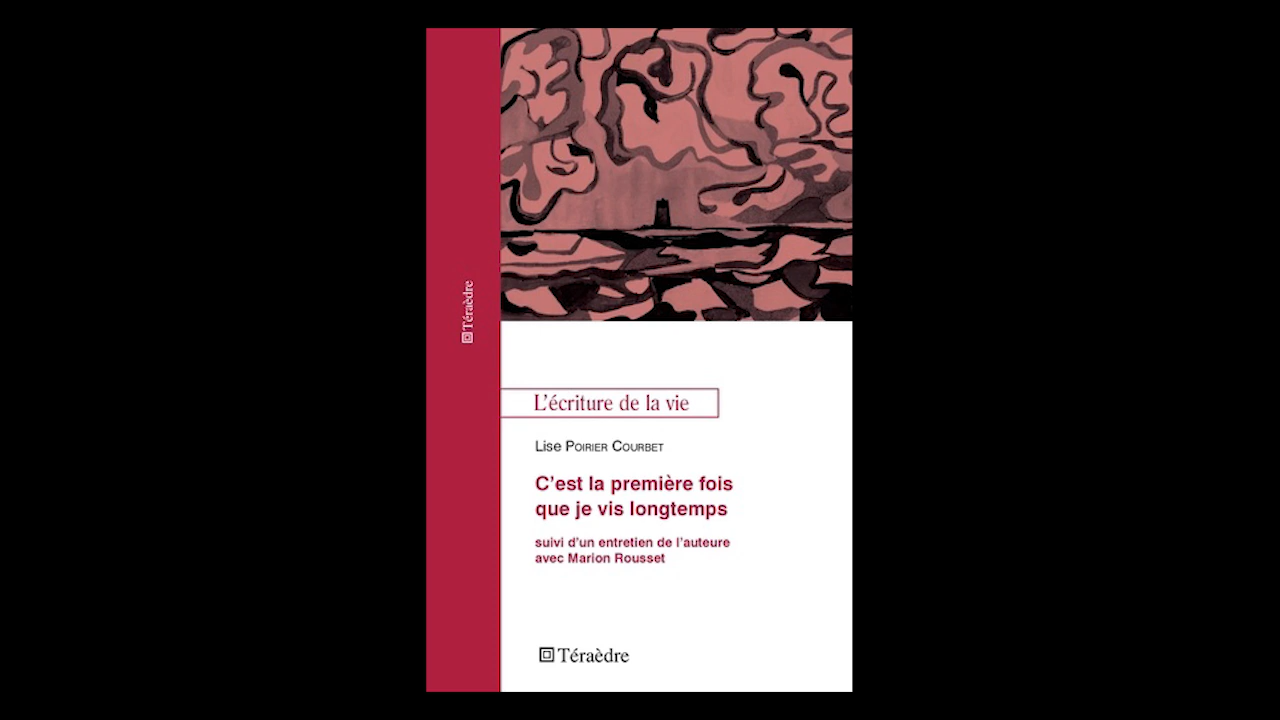 Téraèdre
L'écriture de la vie
Lise Poirier Courbet
C'est la première fois
que je vis longtemps
suivi d'un entretien de l'auteure
avec Marion Rousset
Téraèdre